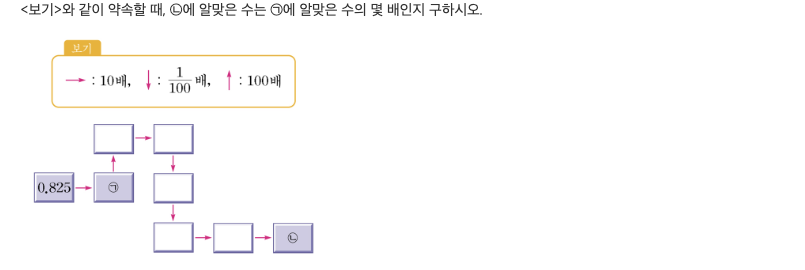 <보기>와 같이 약속할 때, ㉡에 알맞은 수는 ㉠에 알맞은 수의 몇 배인지 구하시오.
보기
→ : 10배, ↓ : 1/100 배, ↑ : 100배
0.825 → ㉠
㉡